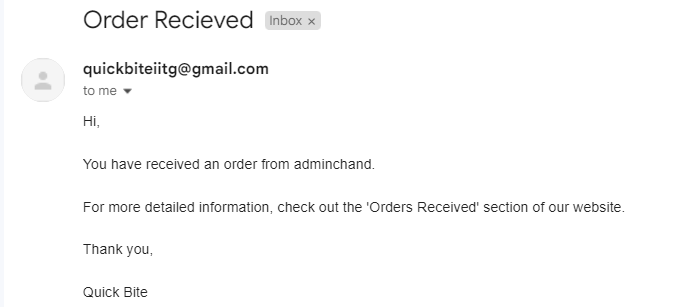 Order Recieved Inbox ×
quickbiteiitg@gmail.com
to me
Hi,
You have received an order from adminchand.
For more detailed information, check out the 'Orders Received' section of our website.
Thank you,
Quick Bite